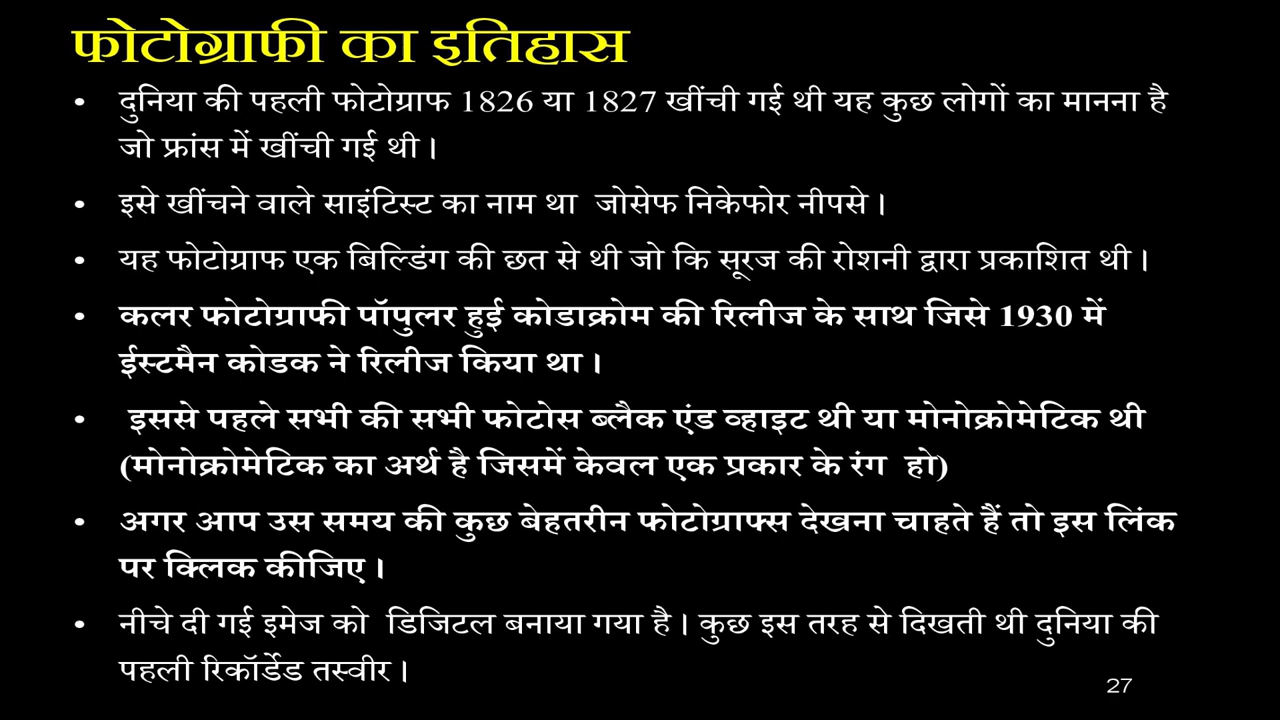 फोटोग्राफी का इतिहास
• दुनिया की पहली फोटोग्राफ 1826 या 1827 खींची गई थी यह कुछ लोगों का मानना है
जो फ्रांस में खींची गई थी।
• इसे खींचने वाले साइंटिस्ट का नाम था जोसेफ निकेफोर नीपसे।
• यह फोटोग्राफ एक बिल्डिंग की छत से थी जो कि सूरज की रोशनी द्वारा प्रकाशित थी।
• कलर फोटोग्राफी पॉपुलर हुई कोडाक्रोम की रिलीज के साथ जिसे 1930 में
ईस्टमैन कोडक ने रिलीज किया था।
• इससे पहले सभी की सभी फोटोस ब्लैक एंड व्हाइट थी या मोनोक्रोमेटिक थी
(मोनोक्रोमेटिक का अर्थ है जिसमें केवल एक प्रकार के रंग हो)
• अगर आप उस समय की कुछ बेहतरीन फोटोग्राफ्स देखना चाहते हैं तो इस लिंक
पर क्लिक कीजिए।
• नीचे दी गई इमेज को डिजिटल बनाया गया है। कुछ इस तरह से दिखती थी दुनिया की
पहली रिकॉर्डेड तस्वीर।
27